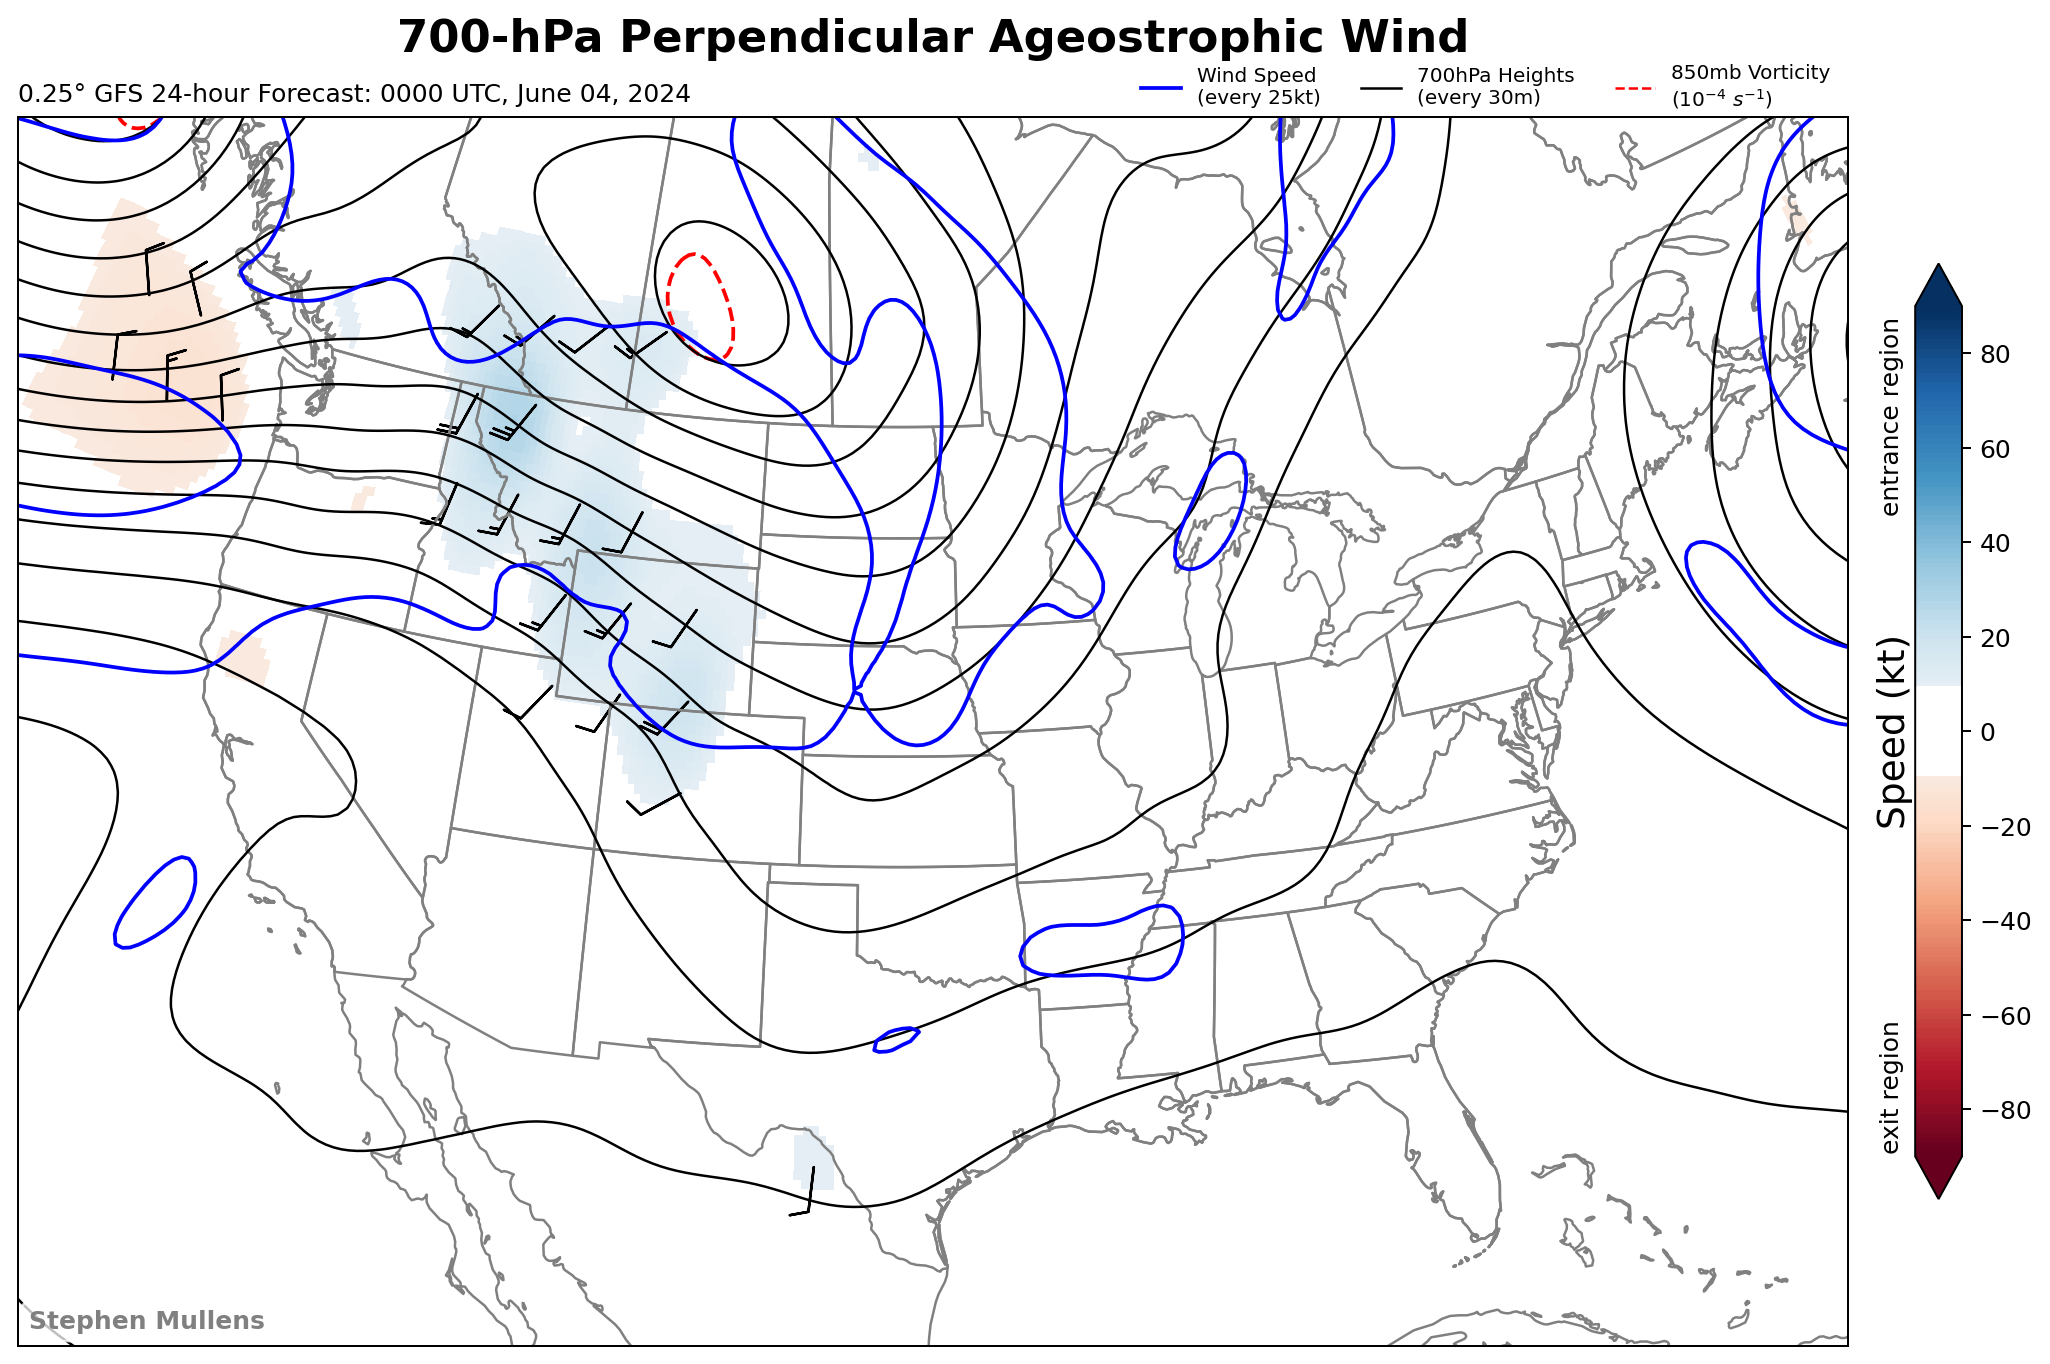 700-hPa Perpendicular Ageostrophic Wind
0.25° GFS 24-hour Forecast: 0000 UTC, June 04, 2024
Wind Speed
(every 25kt)
700hPa Heights
(every 30m)
850mb Vorticity
(10⁻⁴ s⁻¹)
entrance region
Speed (kt)
exit region
80
60
40
20
0
−20
−40
−60
−80
Stephen Mullens